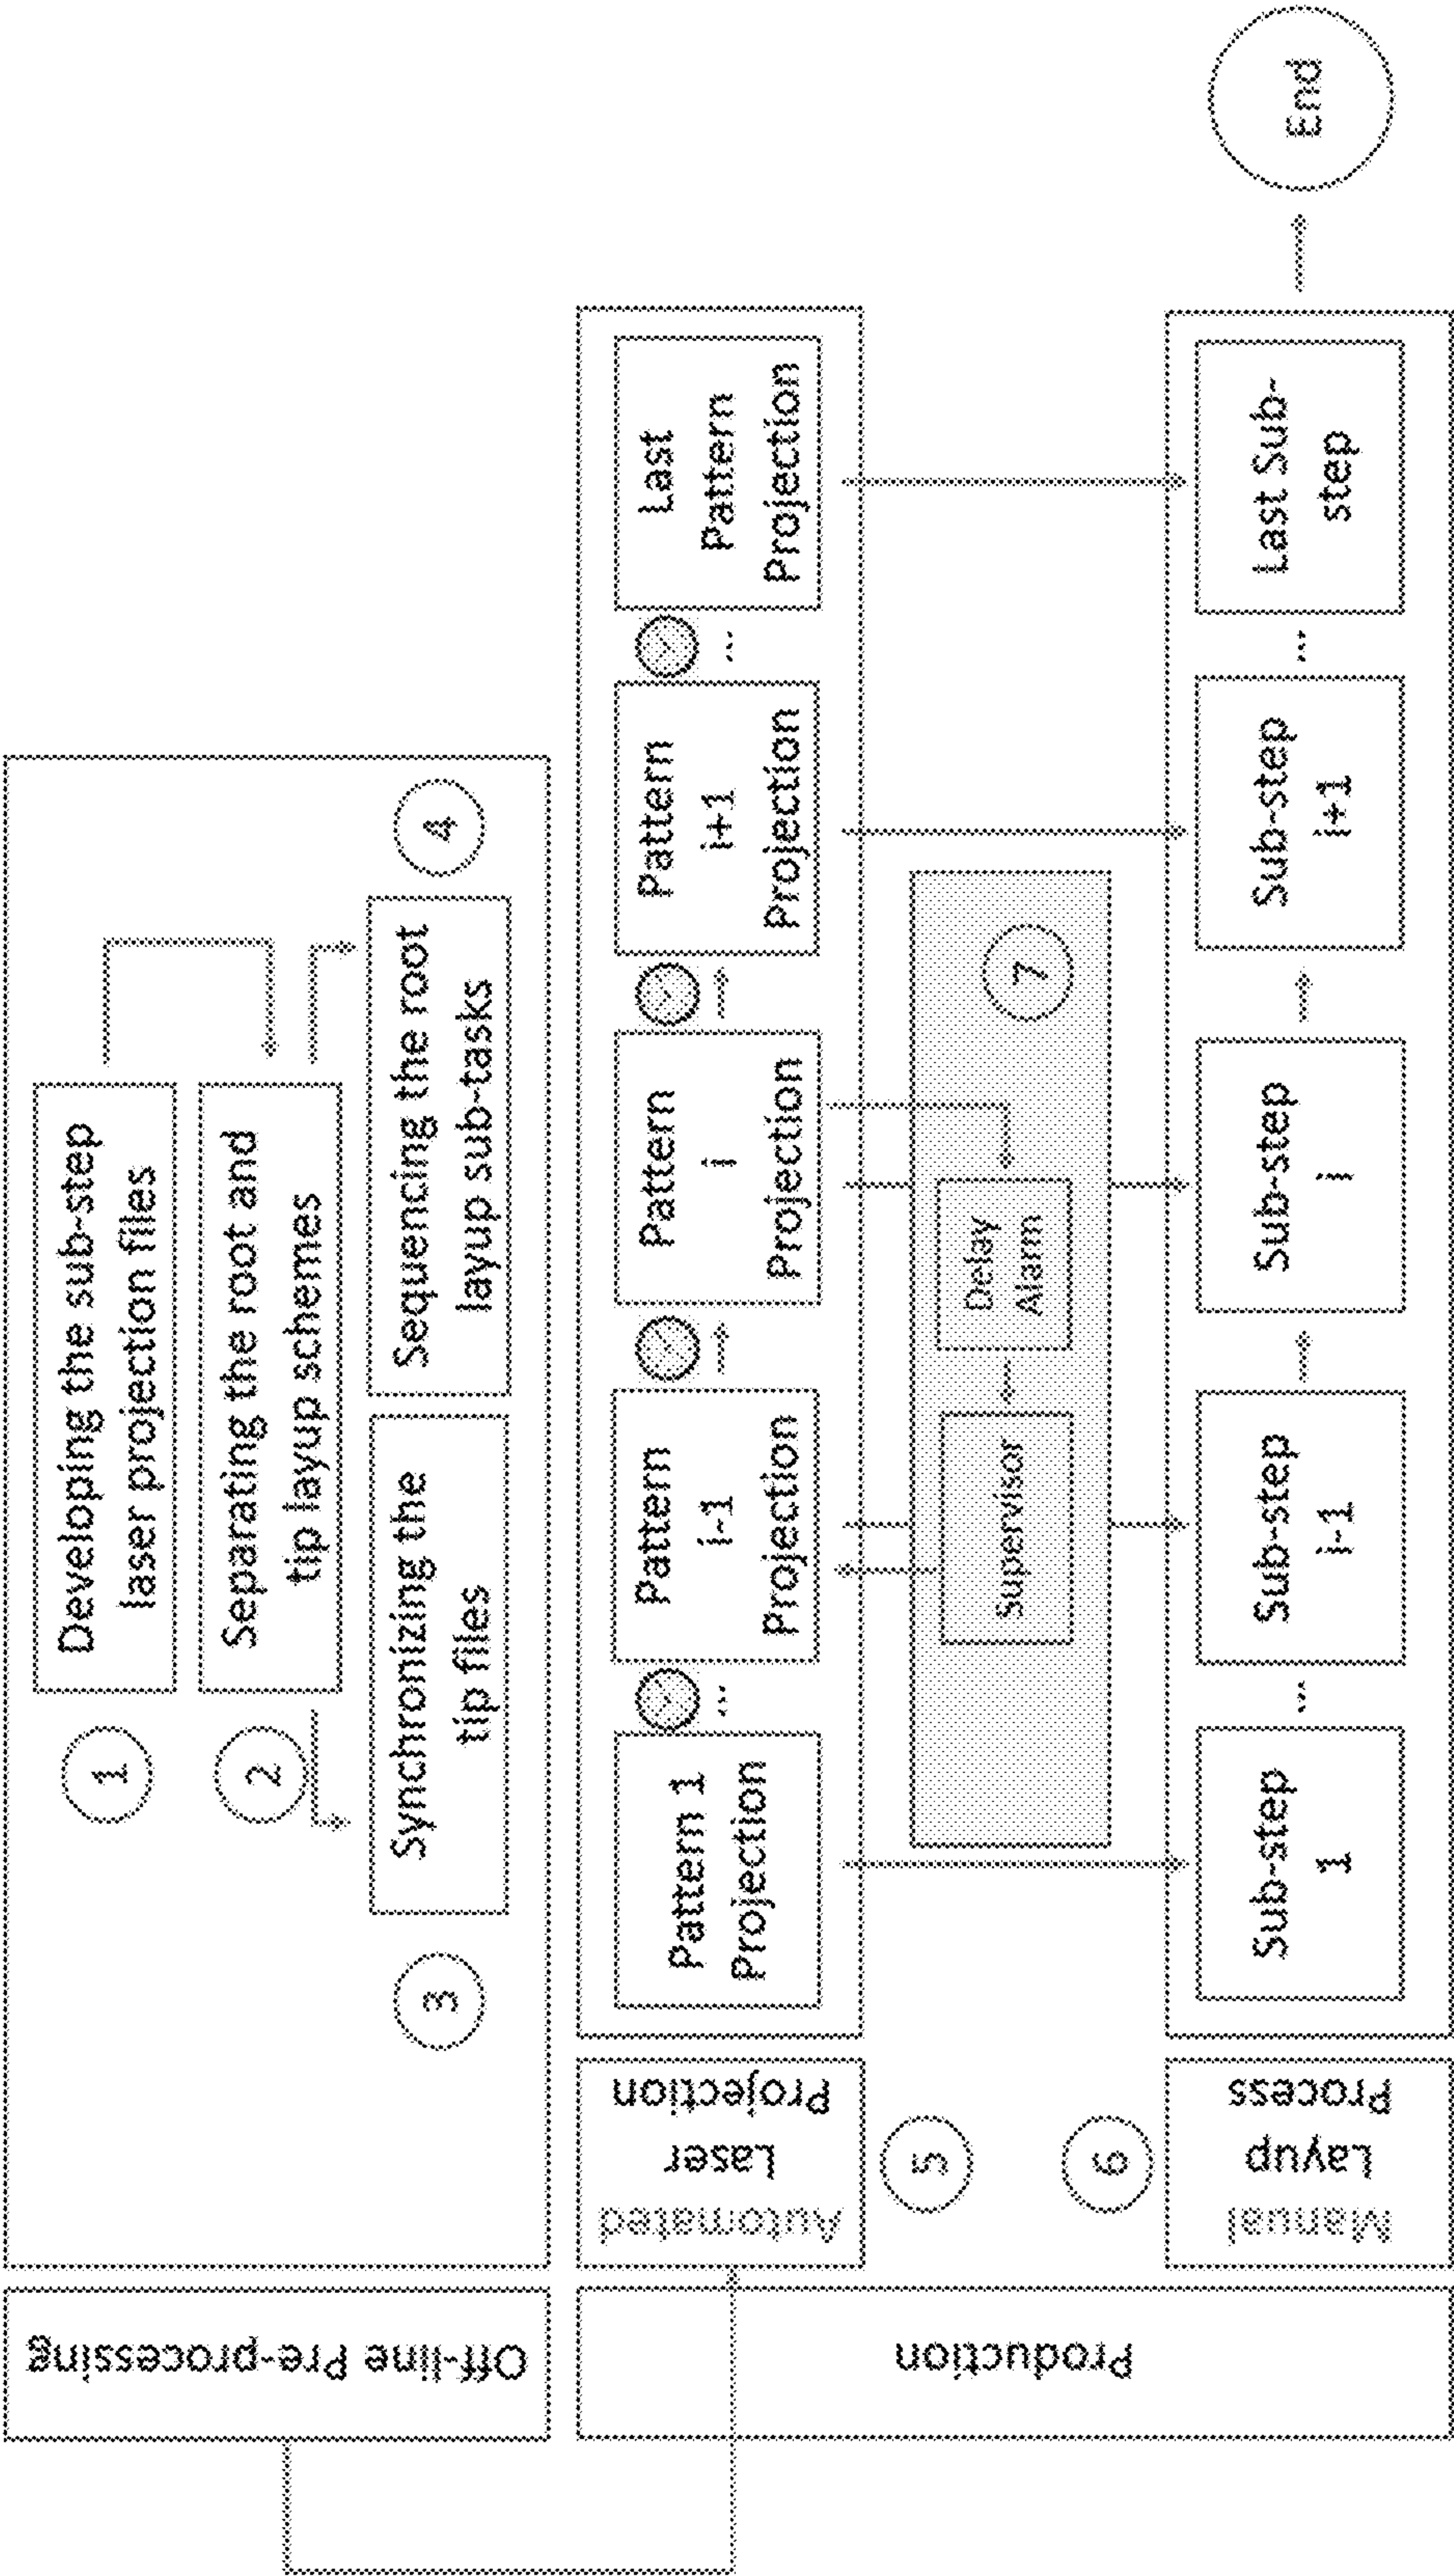 Off-line Pre-processing
1
Developing the sub-step
laser projection files
2
Separating the root and
tip layup schemes
3
Synchronizing the
tip files
Sequencing the root
layup sub-tasks
4
Production
Automated
Laser
Projection
5
Pattern 1
Projection
...
Pattern
i-1
Projection
Pattern
i
Projection
Pattern
i+1
Projection
...
Last
Pattern
Projection
Supervisor
Delay
Alarm
7
6
Manual
Layup
Process
Sub-step
1
...
Sub-step
i-1
Sub-step
i
Sub-step
i+1
...
Last Sub-
step
End